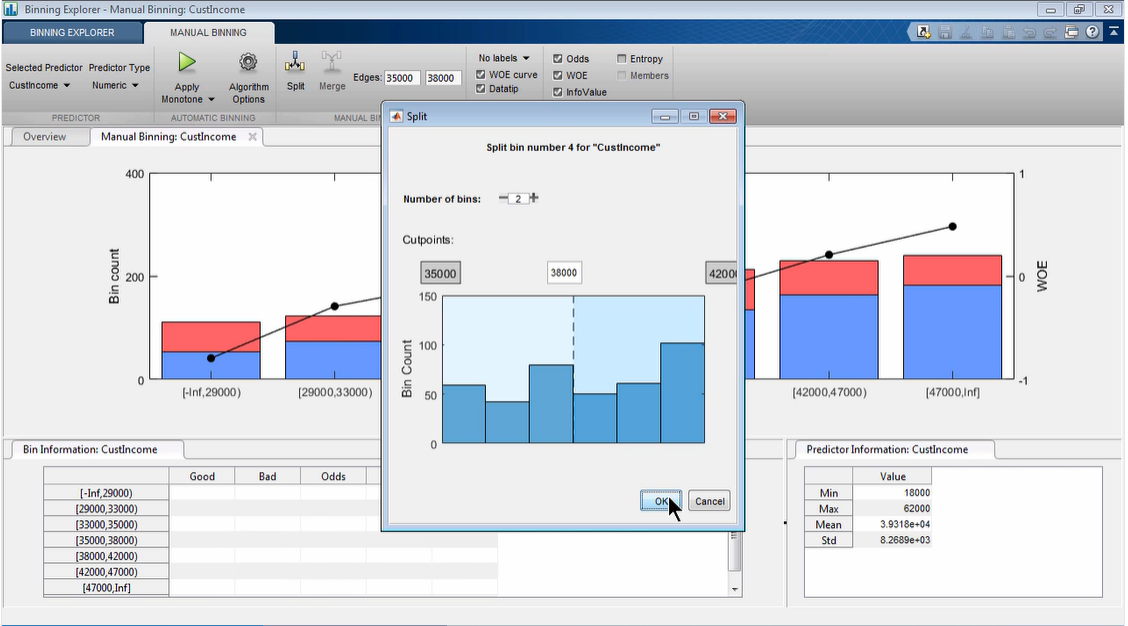 Binning Explorer - Manual Binning: CustIncome
BINNING EXPLORER
MANUAL BINNING
Selected Predictor
Predictor Type
CustIncome
Numeric
Apply
Monotone
Algorithm
Options
Split
Merge
Edges: 35000 38000
No labels
WOE curve
Datatip
Odds
WOE
InfoValue
Entropy
Members
PREDICTOR
AUTOMATIC BINNING
MANUAL BI
Overview
Manual Binning: CustIncome
400
200
0
Bin count
[-Inf,29000)
[29000,33000)
[42000,47000)
[47000,Inf]
1
0
-1
WOE
Split
Split bin number 4 for "CustIncome"
Number of bins: 2
Cutpoints:
35000
38000
42000
150
100
50
0
Bin Count
OK
Cancel
Bin Information: CustIncome
Good Bad Odds
[-Inf,29000)
[29000,33000)
[33000,35000)
[35000,38000)
[38000,42000)
[42000,47000)
[47000,Inf]
Predictor Information: CustIncome
Value
Min 18000
Max 62000
Mean 3.9318e+04
Std 8.2689e+03